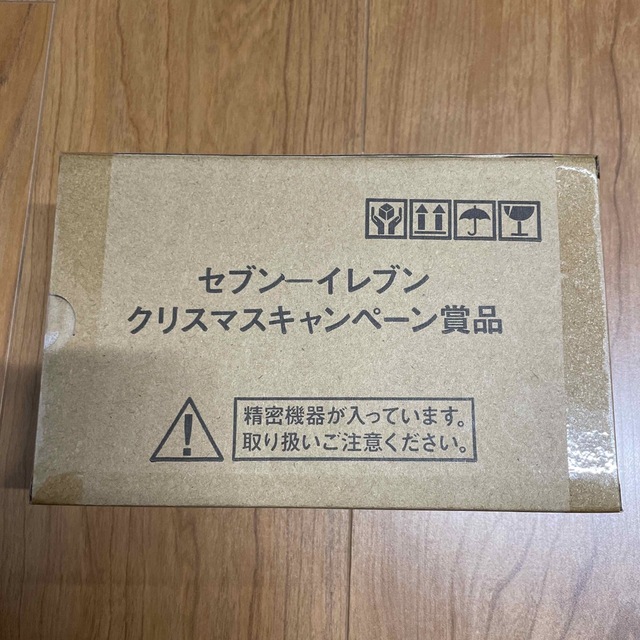 セブン―イレブン
クリスマスキャンペーン賞品
精密機器が入っています。
取り扱いご注意ください。